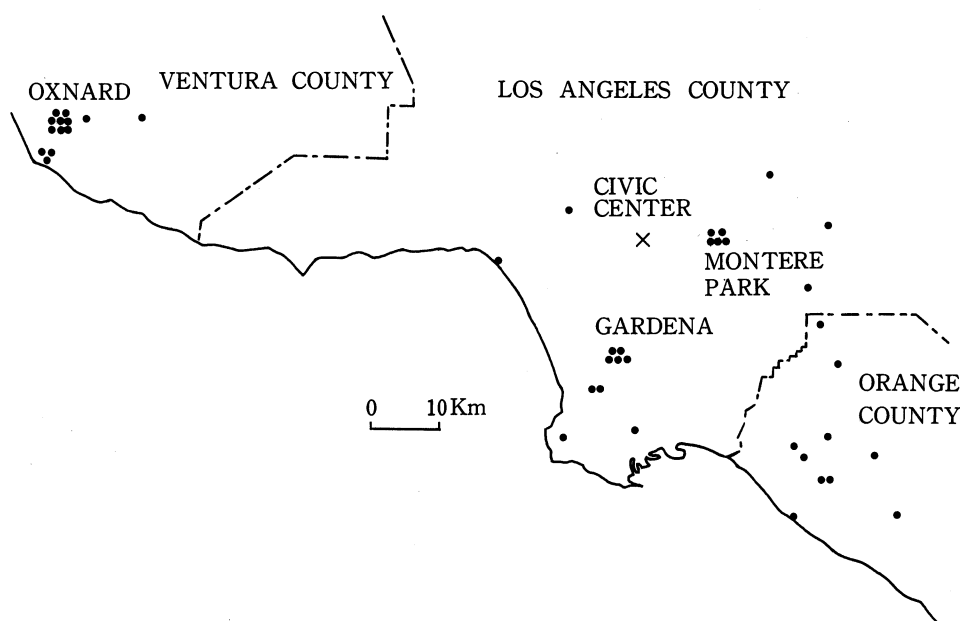 VENTURA COUNTY
OXNARD
LOS ANGELES COUNTY
CIVIC
CENTER
MONTERE
PARK
GARDENA
ORANGE
COUNTY
0 10Km